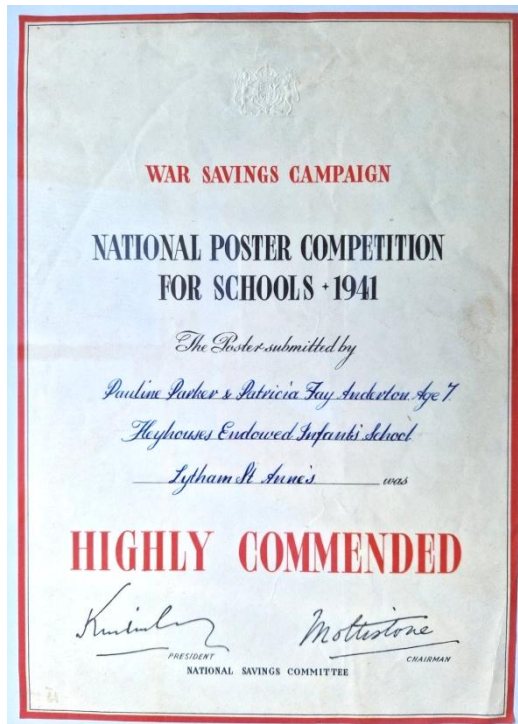 WAR SAVINGS CAMPAIGN
NATIONAL POSTER COMPETITION
FOR SCHOOLS + 1941
The Poster submitted by
Pauline Parker & Patricia Fay Anderton Age 7
Heyhouses Endowed Infants School
Lytham St Anne's was
HIGHLY COMMENDED
Mottistone
PRESIDENT
CHAIRMAN
NATIONAL SAVINGS COMMITTEE